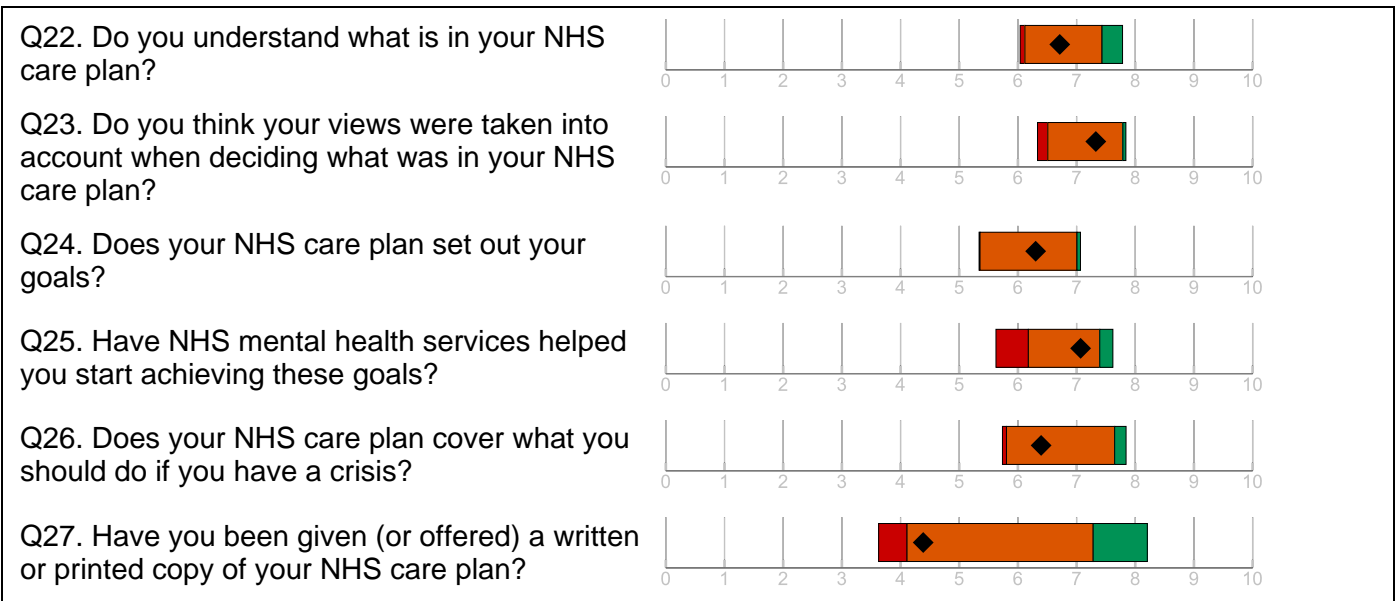 Q22. Do you understand what is in your NHS
care plan?
0 1 2 3 4 5 6 7 8 9 10
Q23. Do you think your views were taken into
account when deciding what was in your NHS
care plan?
0 1 2 3 4 5 6 7 8 9 10
Q24. Does your NHS care plan set out your
goals?
0 1 2 3 4 5 6 7 8 9 10
Q25. Have NHS mental health services helped
you start achieving these goals?
0 1 2 3 4 5 6 7 8 9 10
Q26. Does your NHS care plan cover what you
should do if you have a crisis?
0 1 2 3 4 5 6 7 8 9 10
Q27. Have you been given (or offered) a written
or printed copy of your NHS care plan?
0 1 2 3 4 5 6 7 8 9 10